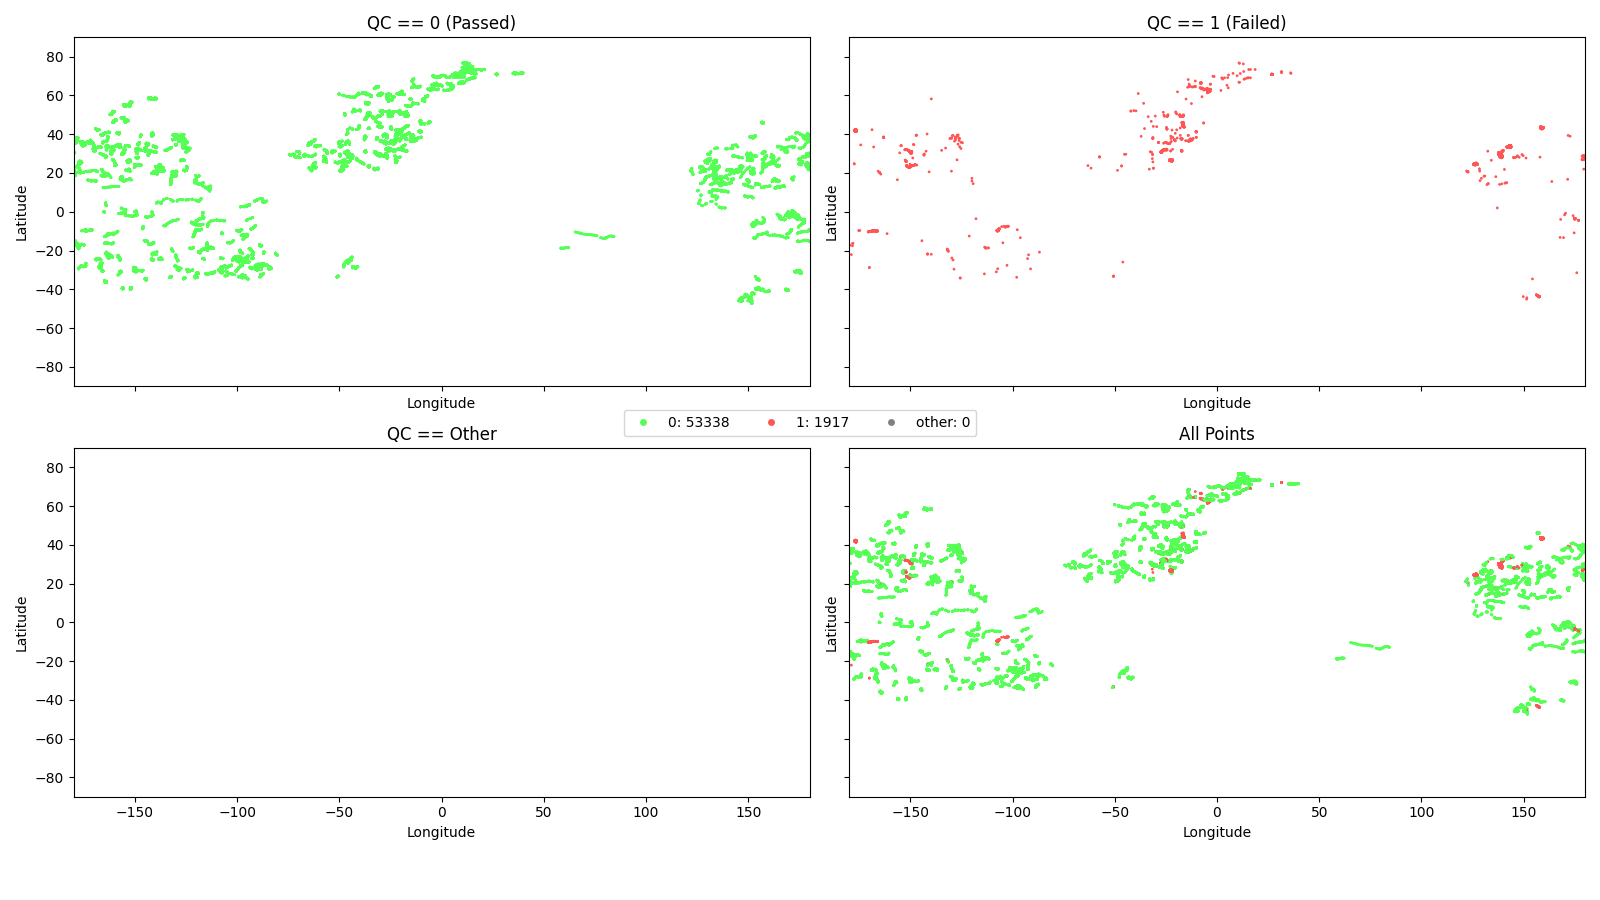 QC == 0 (Passed)
QC == 1 (Failed)
80
60
40
20
0
−20
−40
−60
−80
Latitude
Latitude
Longitude
Longitude
0: 53338
1: 1917
other: 0
QC == Other
All Points
80
60
40
20
0
−20
−40
−60
−80
Latitude
Latitude
−150 −100 −50 0 50 100 150
−150 −100 −50 0 50 100 150
Longitude
Longitude